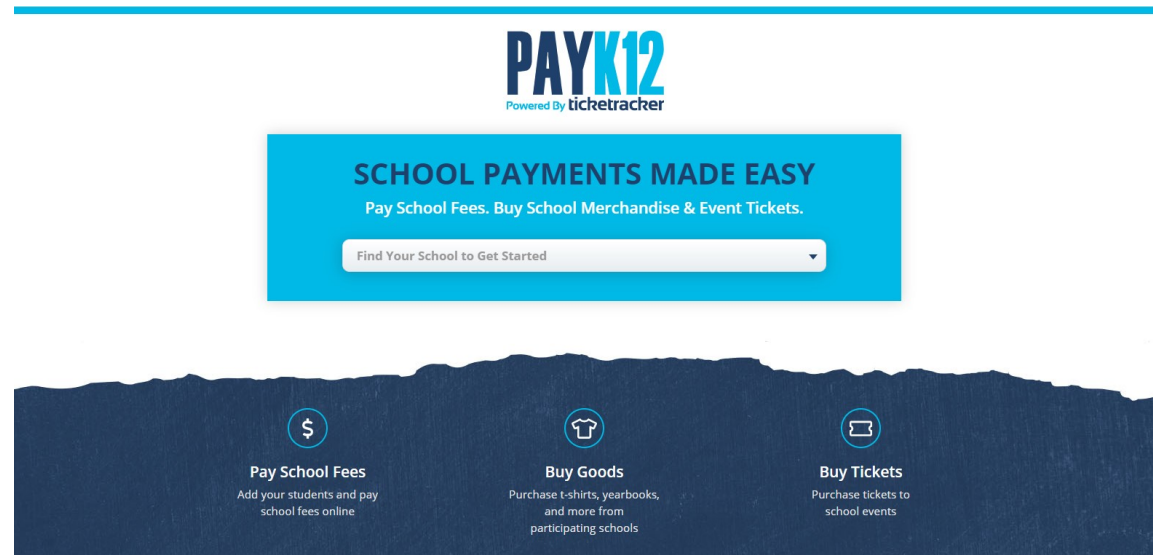 PAYK12
Powered By ticketracker
SCHOOL PAYMENTS MADE EASY
Pay School Fees. Buy School Merchandise & Event Tickets.
Find Your School to Get Started
$
Pay School Fees
Add your students and pay
school fees online
Buy Goods
Purchase t-shirts, yearbooks,
and more from
participating schools
Buy Tickets
Purchase tickets to
school events